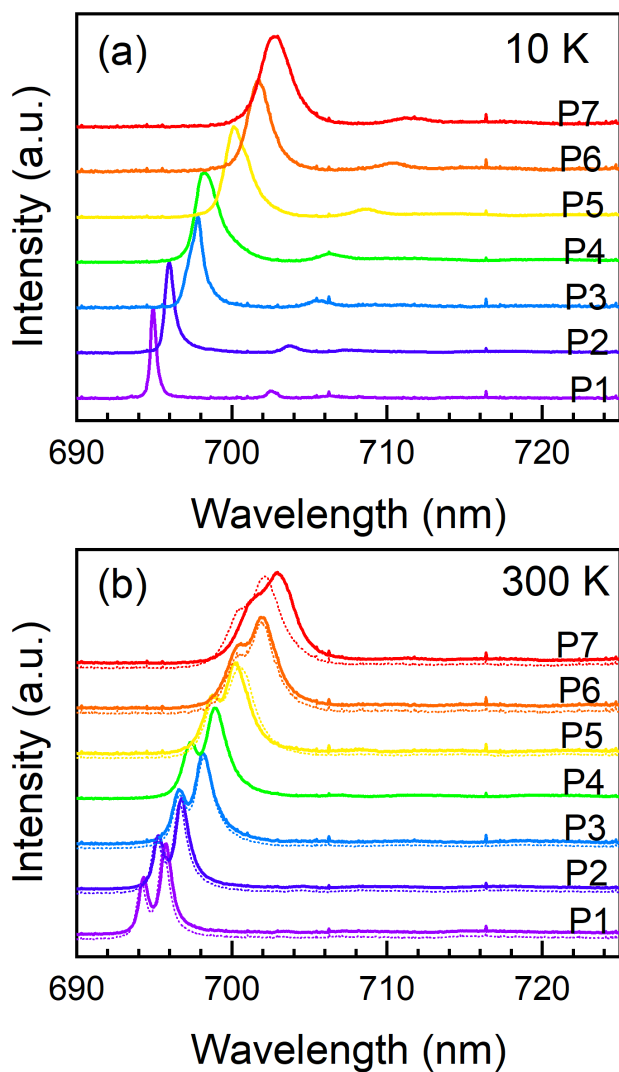 (a)
10 K
Intensity (a.u.)
P7
P6
P5
P4
P3
P2
P1
690
700
710
720
Wavelength (nm)
(b)
300 K
Intensity (a.u.)
P7
P6
P5
P4
P3
P2
P1
690
700
710
720
Wavelength (nm)